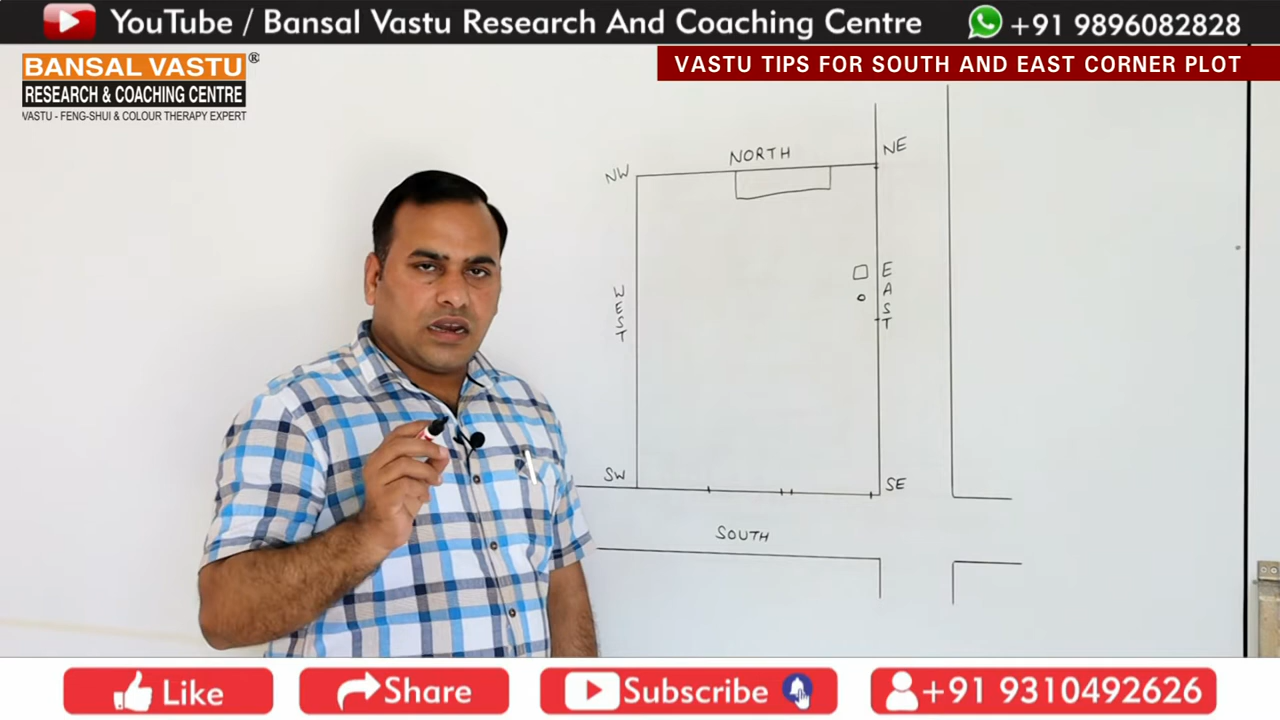 YouTube / Bansal Vastu Research And Coaching Centre
+91 9896082828
BANSAL VASTU®
RESEARCH & COACHING CENTRE
VASTU - FENG-SHUI & COLOUR THERAPY EXPERT
VASTU TIPS FOR SOUTH AND EAST CORNER PLOT
NW
NORTH
NE
WEST
EAST
SW
SE
SOUTH
Like
Share
Subscribe
+91 9310492626